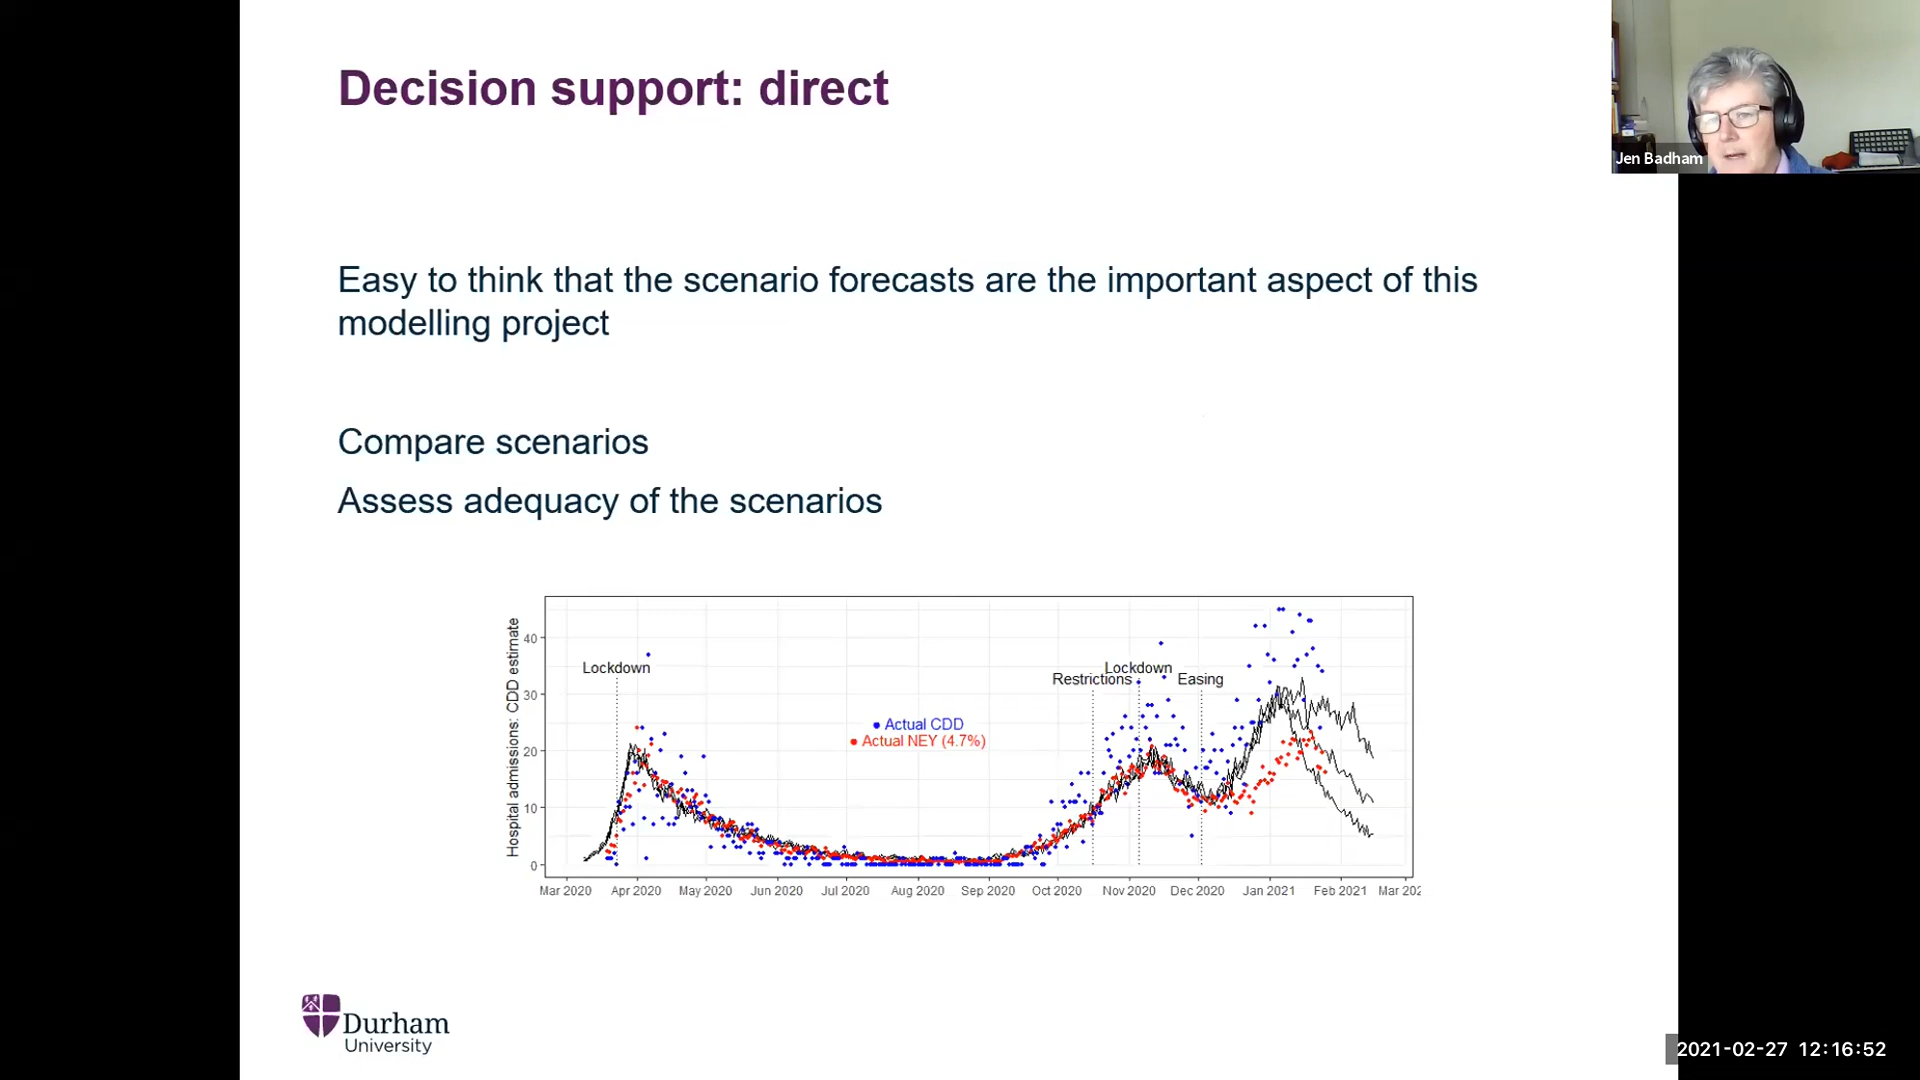 Decision support: direct
Jen Badham
Easy to think that the scenario forecasts are the important aspect of this
modelling project
Compare scenarios
Assess adequacy of the scenarios
Hospital admissions: CDD estimate
40
30
20
10
0
Lockdown
Lockdown
Restrictions
Easing
Actual CDD
Actual NEY (4.7%)
Mar 2020 Apr 2020 May 2020 Jun 2020 Jul 2020 Aug 2020 Sep 2020 Oct 2020 Nov 2020 Dec 2020 Jan 2021 Feb 2021 Mar 202
Durham
University
2021-02-27 12:16:52